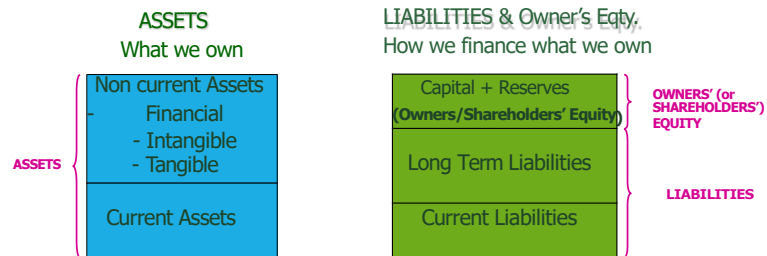 ASSETS
What we own
LIABILITIES & Owner's Eqty.
How we finance what we own
ASSETS
Non current Assets
- Financial
- Intangible
- Tangible
Current Assets
Capital + Reserves
(Owners/Shareholders' Equity)
Long Term Liabilities
Current Liabilities
OWNERS' (or
SHAREHOLDERS')
EQUITY
LIABILITIES